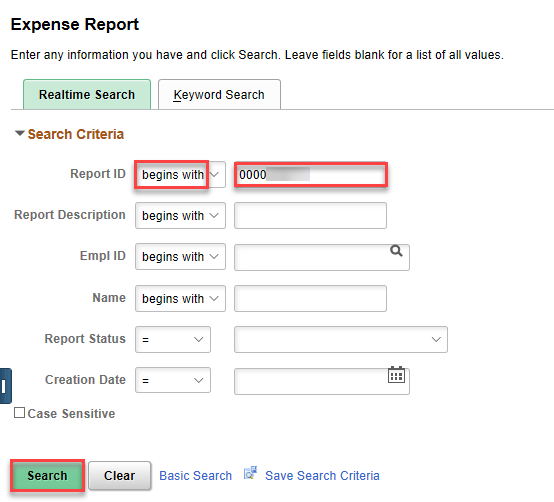 Expense Report
Enter any information you have and click Search. Leave fields blank for a list of all values.
Realtime Search Keyword Search
Search Criteria
Report ID begins with 0000
Report Description begins with
Empl ID begins with
Name begins with
Report Status =
Creation Date =
Case Sensitive
Search Clear Basic Search Save Search Criteria